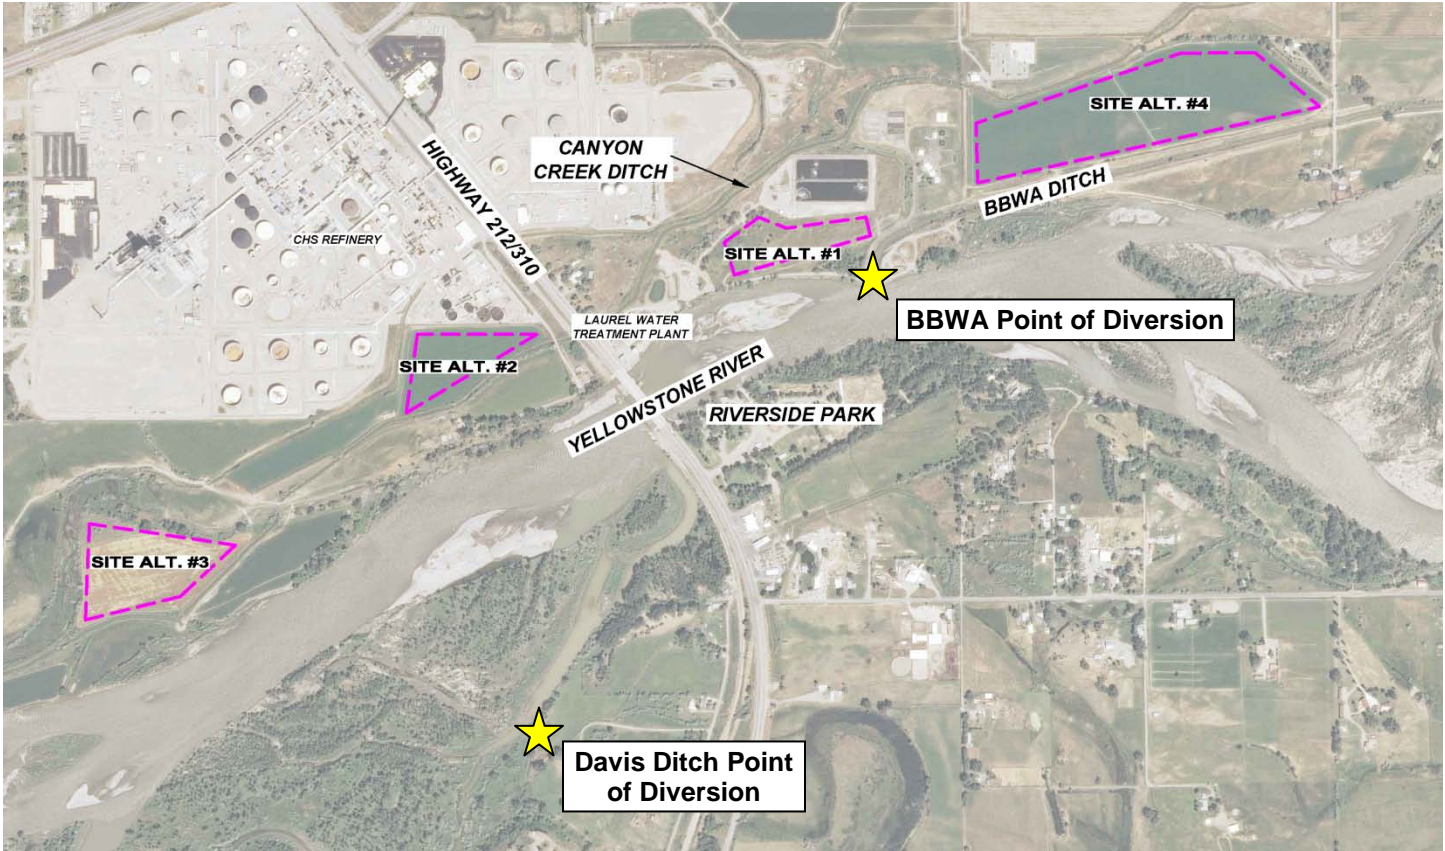 SITE ALT. #4
CANYON
CREEK DITCH
HIGHWAY 212/310
BBWA DITCH
CHS REFINERY
SITE ALT. #1
BBWA Point of Diversion
LAUREL WATER
TREATMENT PLANT
SITE ALT. #2
YELLOWSTONE RIVER
RIVERSIDE PARK
SITE ALT. #3
Davis Ditch Point
of Diversion